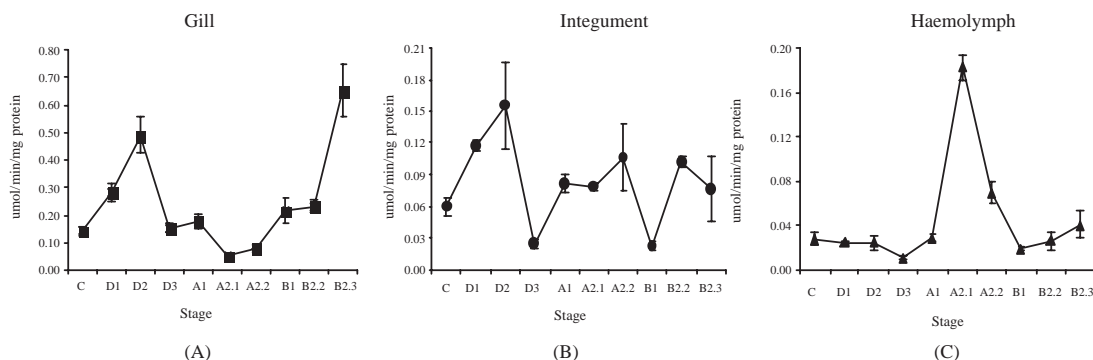 Gill
umol/min/mg protein
0.80
0.70
0.60
0.50
0.40
0.30
0.20
0.10
0.00
C D1 D2 D3 A1 A2.1 A2.2 B1 B2.2 B2.3
Stage
(A)
Integument
umol/min/mg protein
0.21
0.18
0.15
0.12
0.09
0.06
0.03
0.00
C D1 D2 D3 A1 A2.1 A2.2 B1 B2.2 B2.3
Stage
(B)
Haemolymph
umol/min/mg protein
0.20
0.16
0.12
0.08
0.04
0.00
C D1 D2 D3 A1 A2.1 A2.2 B1 B2.2 B2.3
Stage
(C)